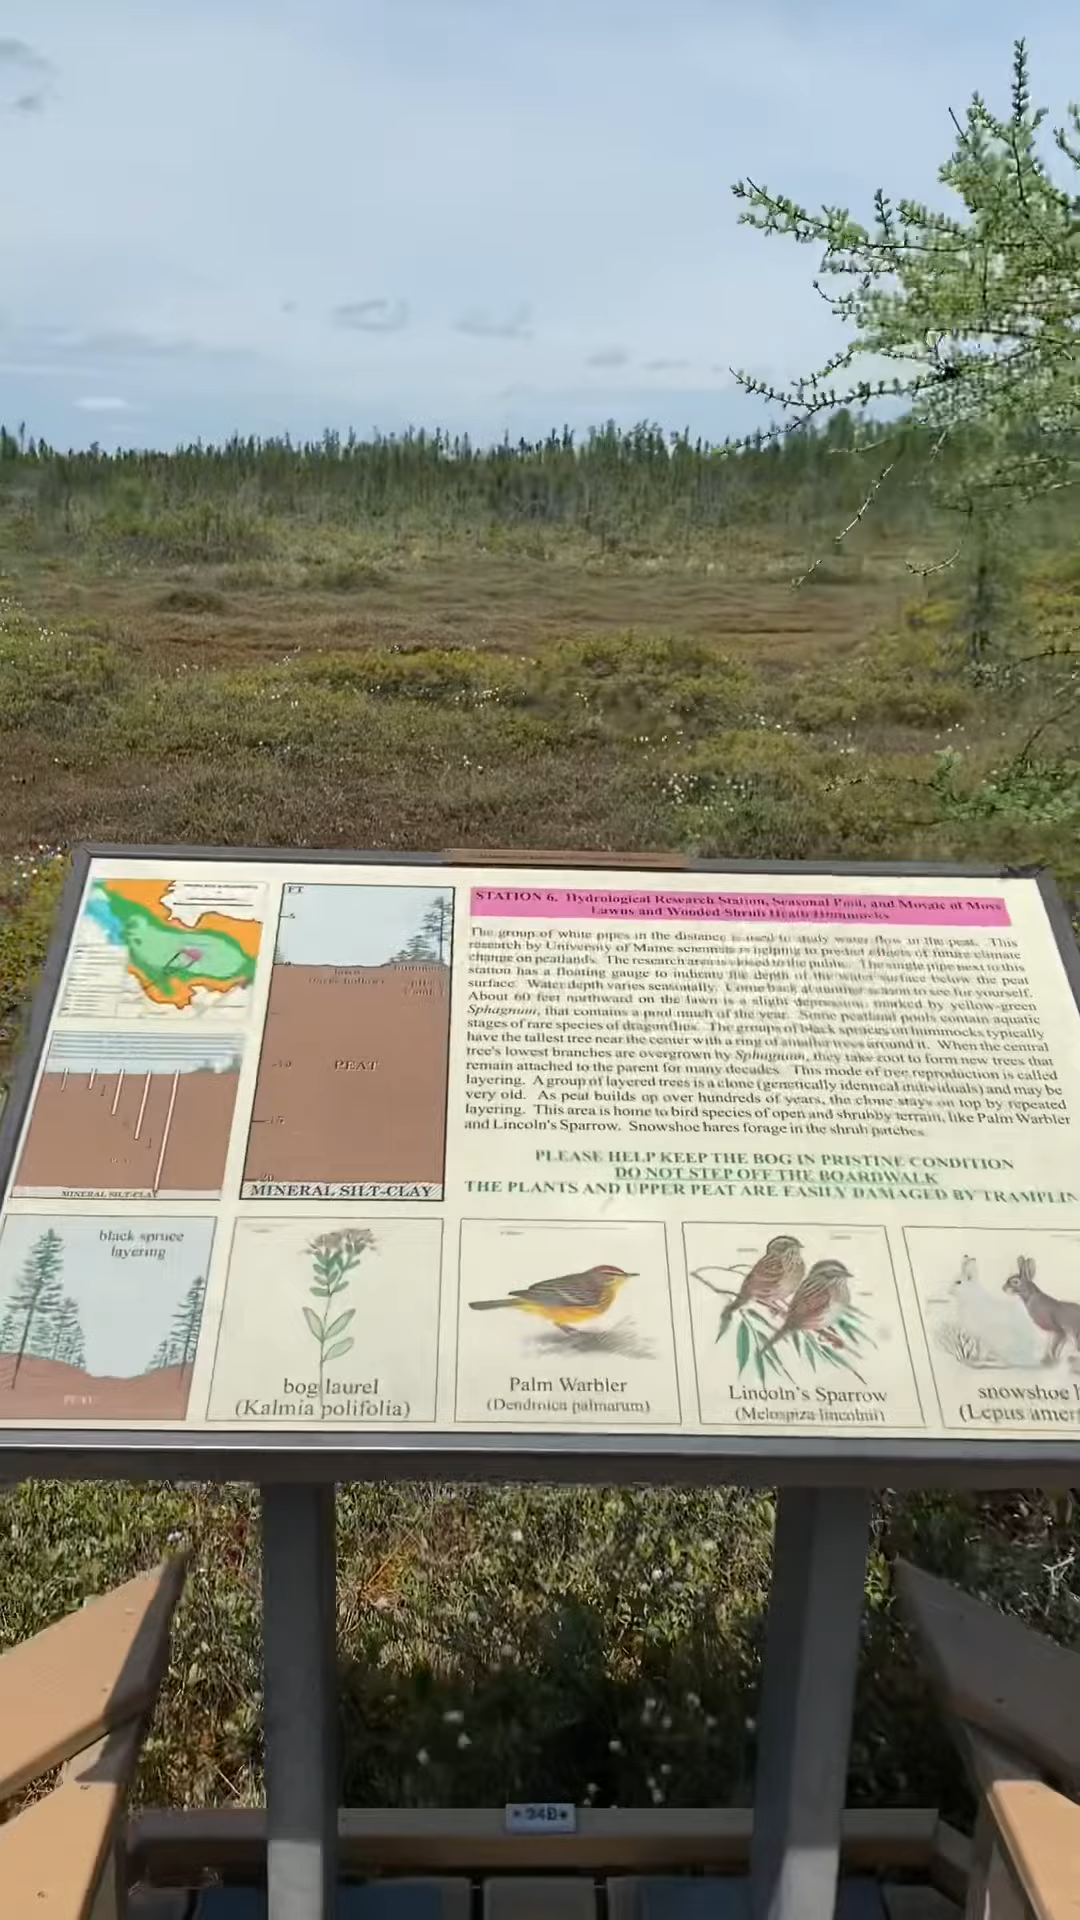 FT
5
10
PEAT
15
20
MINERAL SILT-CLAY
MINERAL SILT-CLAY
STATION 6. Hydrological Research Station, Seasonal Pool, and Mosaic of Moss
Lawns and Wooded Shrub Heath Hummocks
The group of white pipes in the distance is used to study water flow in the peat. This
research by University of Maine scientists is helping to predict effects of future climate
change on peatlands. The research area is closed to the public. The single pipe next to this
station has a floating gauge to indicate the depth of the water surface below the peat
surface. Water depth varies seasonally. Come back at another season to see for yourself.
About 60 feet northward on the lawn is a slight depression, marked by yellow-green
Sphagnum, that contains a pool much of the year. Some peatland pools contain aquatic
stages of rare species of dragonflies. The groups of black spruces on hummocks typically
have the tallest tree near the center with a ring of smaller trees around it. When the central
tree's lowest branches are overgrown by Sphagnum, they take root to form new trees that
remain attached to the parent for many decades. This mode of tree reproduction is called
layering. A group of layered trees is a clone (genetically identical individuals) and may be
very old. As peat builds up over hundreds of years, the clone stays on top by repeated
layering. This area is home to bird species of open and shrubby terrain, like Palm Warbler
and Lincoln's Sparrow. Snowshoe hares forage in the shrub patches.
PLEASE HELP KEEP THE BOG IN PRISTINE CONDITION
DO NOT STEP OFF THE BOARDWALK
THE PLANTS AND UPPER PEAT ARE EASILY DAMAGED BY TRAMPLIN
black spruce
layering
PEAT
bog laurel
(Kalmia polifolia)
Palm Warbler
(Dendroica palmarum)
Lincoln's Sparrow
(Melospiza lincolnii)
snowshoe
(Lepus amer
34B